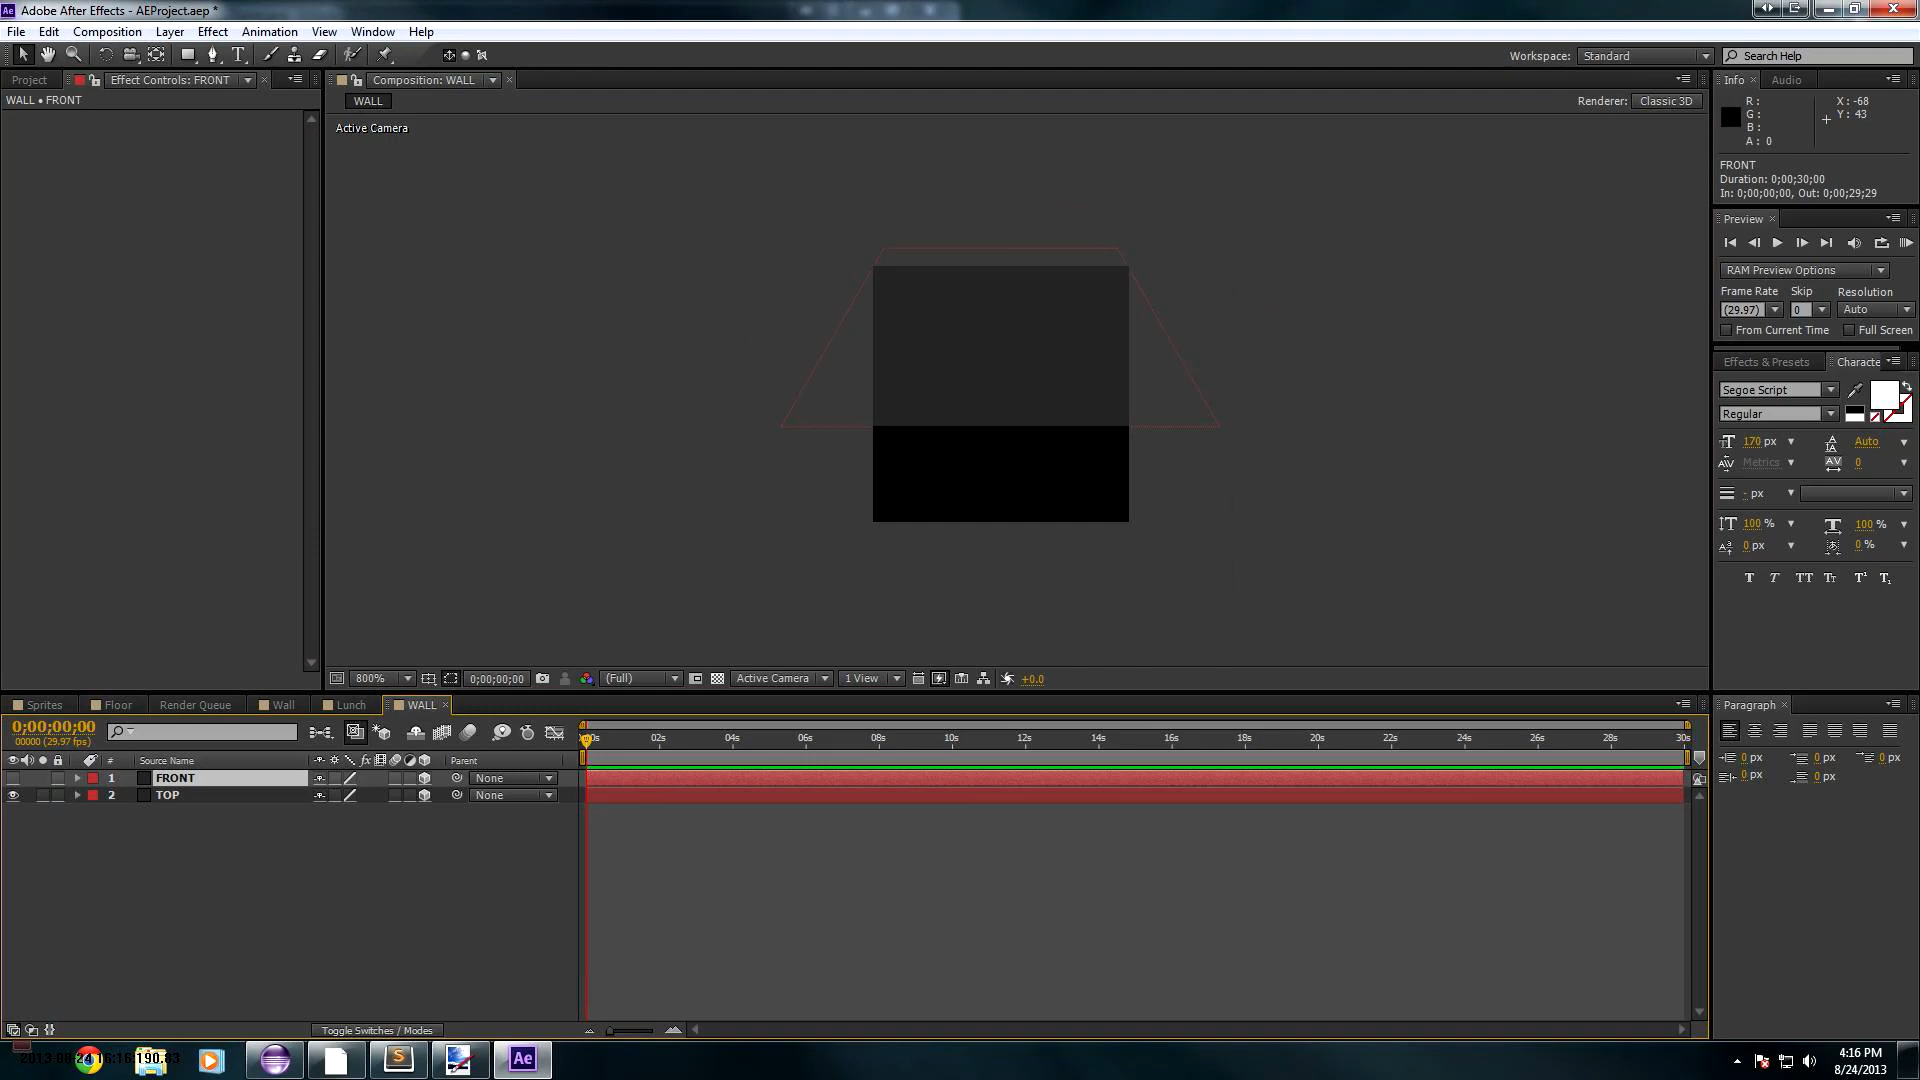 Ae Adobe After Effects - AEProject.aep *
File Edit Composition Layer Effect Animation View Window Help
Workspace: Standard Search Help
Project Effect Controls: FRONT Composition: WALL Info Audio
WALL • FRONT
WALL
Renderer: Classic 3D
Active Camera
R :
G :
B :
A : 0
X : -68
Y : 43
FRONT
Duration: 0;00;30;00
In: 0;00;00;00, Out: 0;00;29;29
Preview
RAM Preview Options
Frame Rate Skip Resolution
(29.97) 0 Auto
From Current Time Full Screen
Effects & Presets Characte
Segoe Script
Regular
170 px Auto
Metrics 0
- px
100 % 100 %
0 px 0 %
T T TT Tт T¹ T₁
800% 0;00;00;00 (Full) Active Camera 1 View +0.0
Sprites Floor Render Queue Wall Lunch WALL
Paragraph
0;00;00;00
00000 (29.97 fps)
02s 04s 06s 08s 10s 12s 14s 16s 18s 20s 22s 24s 26s 28s 30s
# Source Name fx Parent
1 FRONT None
2 TOP None
0 px 0 px 0 px
0 px 0 px
Toggle Switches / Modes
S Ae
4:16 PM
8/24/2013